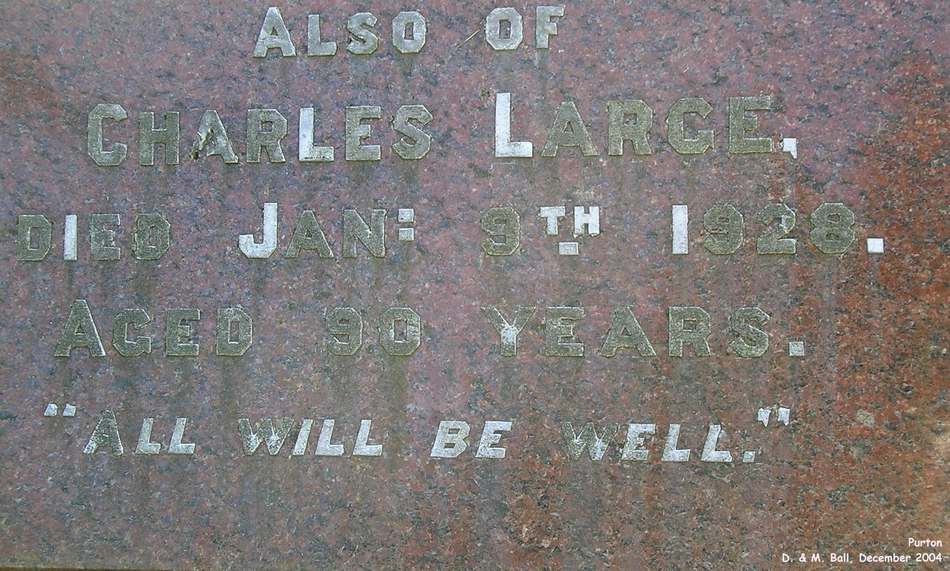 ALSO OF
CHARLES LARGE,
DIED JAN: 9TH 1928.
AGED 90 YEARS.
"ALL WILL BE WELL."
Purton
D. & M. Ball, December 2004